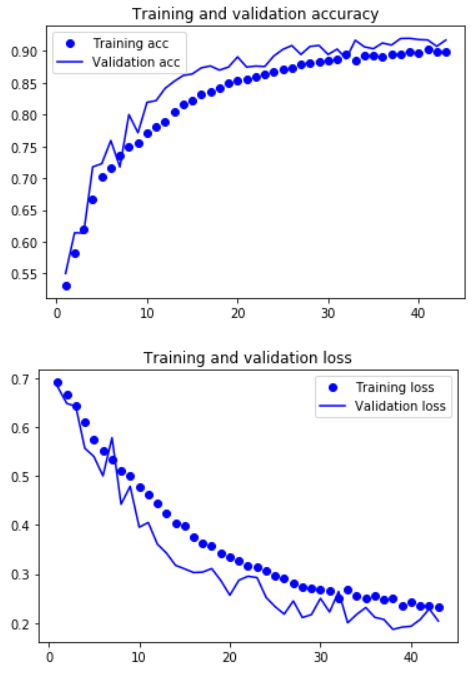 Training and validation accuracy
Training acc
Validation acc
0.90
0.85
0.80
0.75
0.70
0.65
0.60
0.55
0 10 20 30 40
Training and validation loss
Training loss
Validation loss
0.7
0.6
0.5
0.4
0.3
0.2
0 10 20 30 40